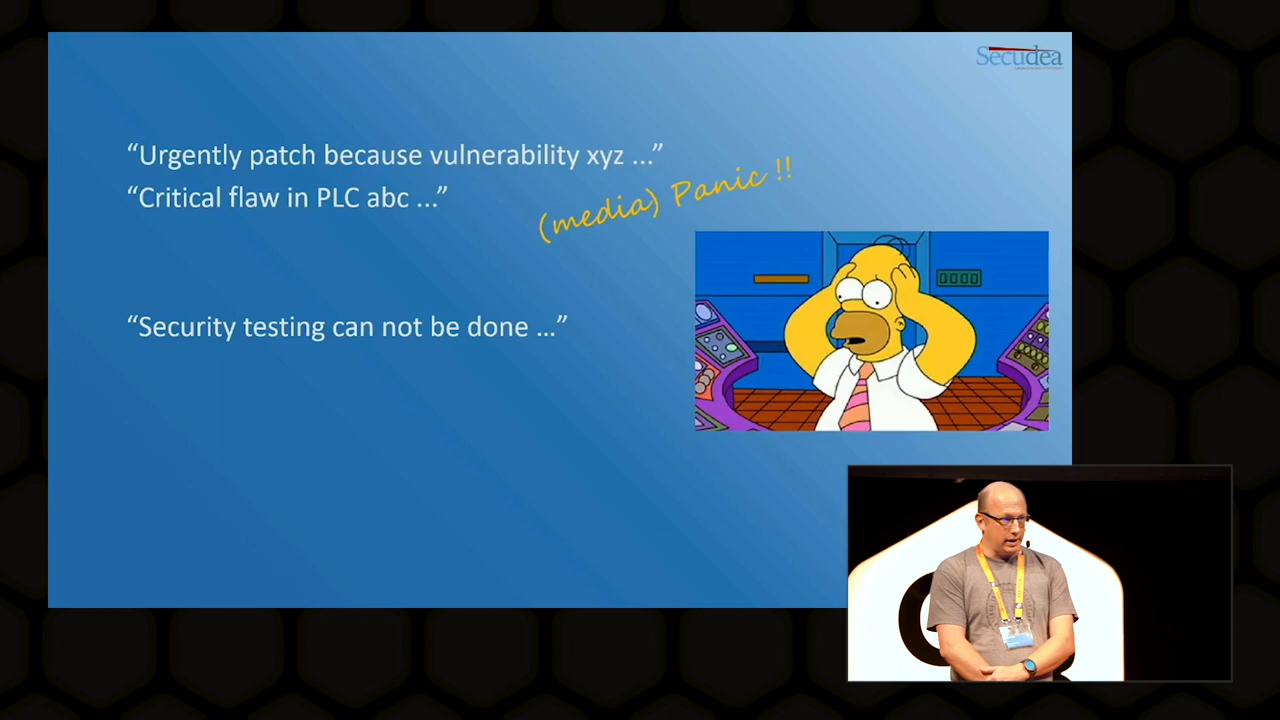 Secudea
“Urgently patch because vulnerability xyz ...”
“Critical flaw in PLC abc ...”
(media) Panic !!
“Security testing can not be done ...”